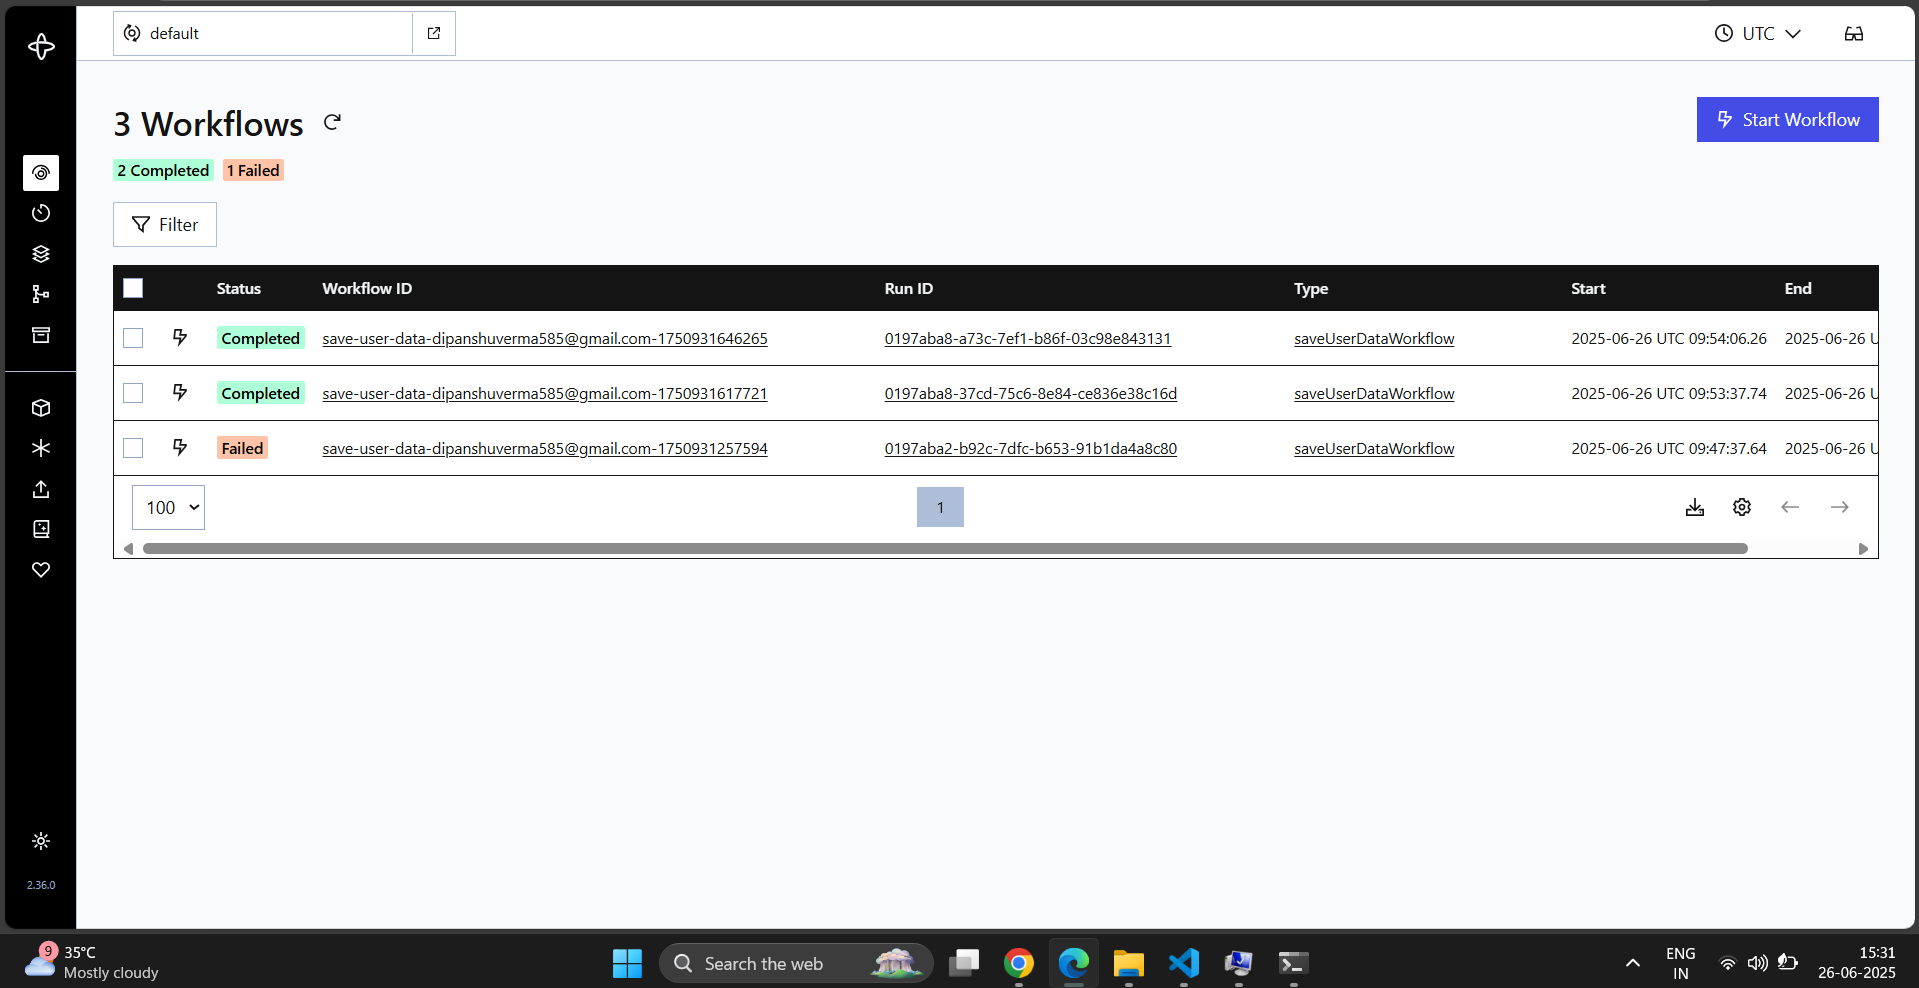 default
UTC
3 Workflows
Start Workflow
2 Completed 1 Failed
Filter
Status Workflow ID Run ID Type Start End
Completed save-user-data-dipanshuverma585@gmail.com-1750931646265 0197aba8-a73c-7ef1-b86f-03c98e843131 saveUserDataWorkflow 2025-06-26 UTC 09:54:06.26 2025-06-26 U
Completed save-user-data-dipanshuverma585@gmail.com-1750931617721 0197aba8-37cd-75c6-8e84-ce836e38c16d saveUserDataWorkflow 2025-06-26 UTC 09:53:37.74 2025-06-26 U
Failed save-user-data-dipanshuverma585@gmail.com-1750931257594 0197aba2-b92c-7dfc-b653-91b1da4a8c80 saveUserDataWorkflow 2025-06-26 UTC 09:47:37.64 2025-06-26 U
100 1
2.36.0
9 35°C
Mostly cloudy
Search the web
ENG
IN
15:31
26-06-2025